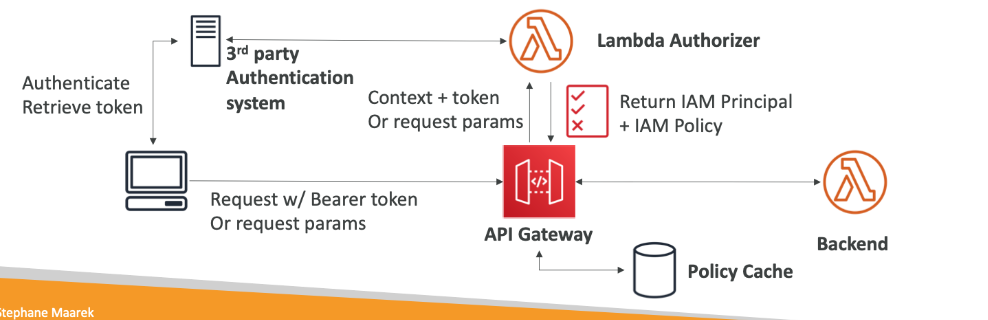 3rd party
Authentication
system
Lambda Authorizer
Authenticate
Retrieve token
Context + token
Or request params
Return IAM Principal
+ IAM Policy
Request w/ Bearer token
Or request params
</>
API Gateway
Backend
Policy Cache
Stephane Maarek